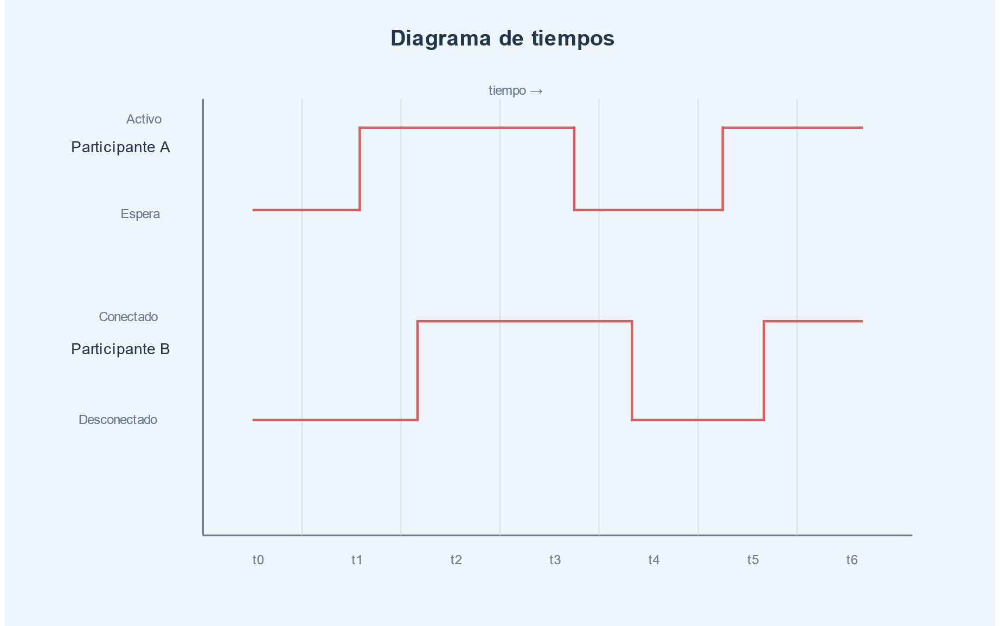 Diagrama de tiempos
tiempo →
Activo
Participante A
Espera
Conectado
Participante B
Desconectado
t0 t1 t2 t3 t4 t5 t6